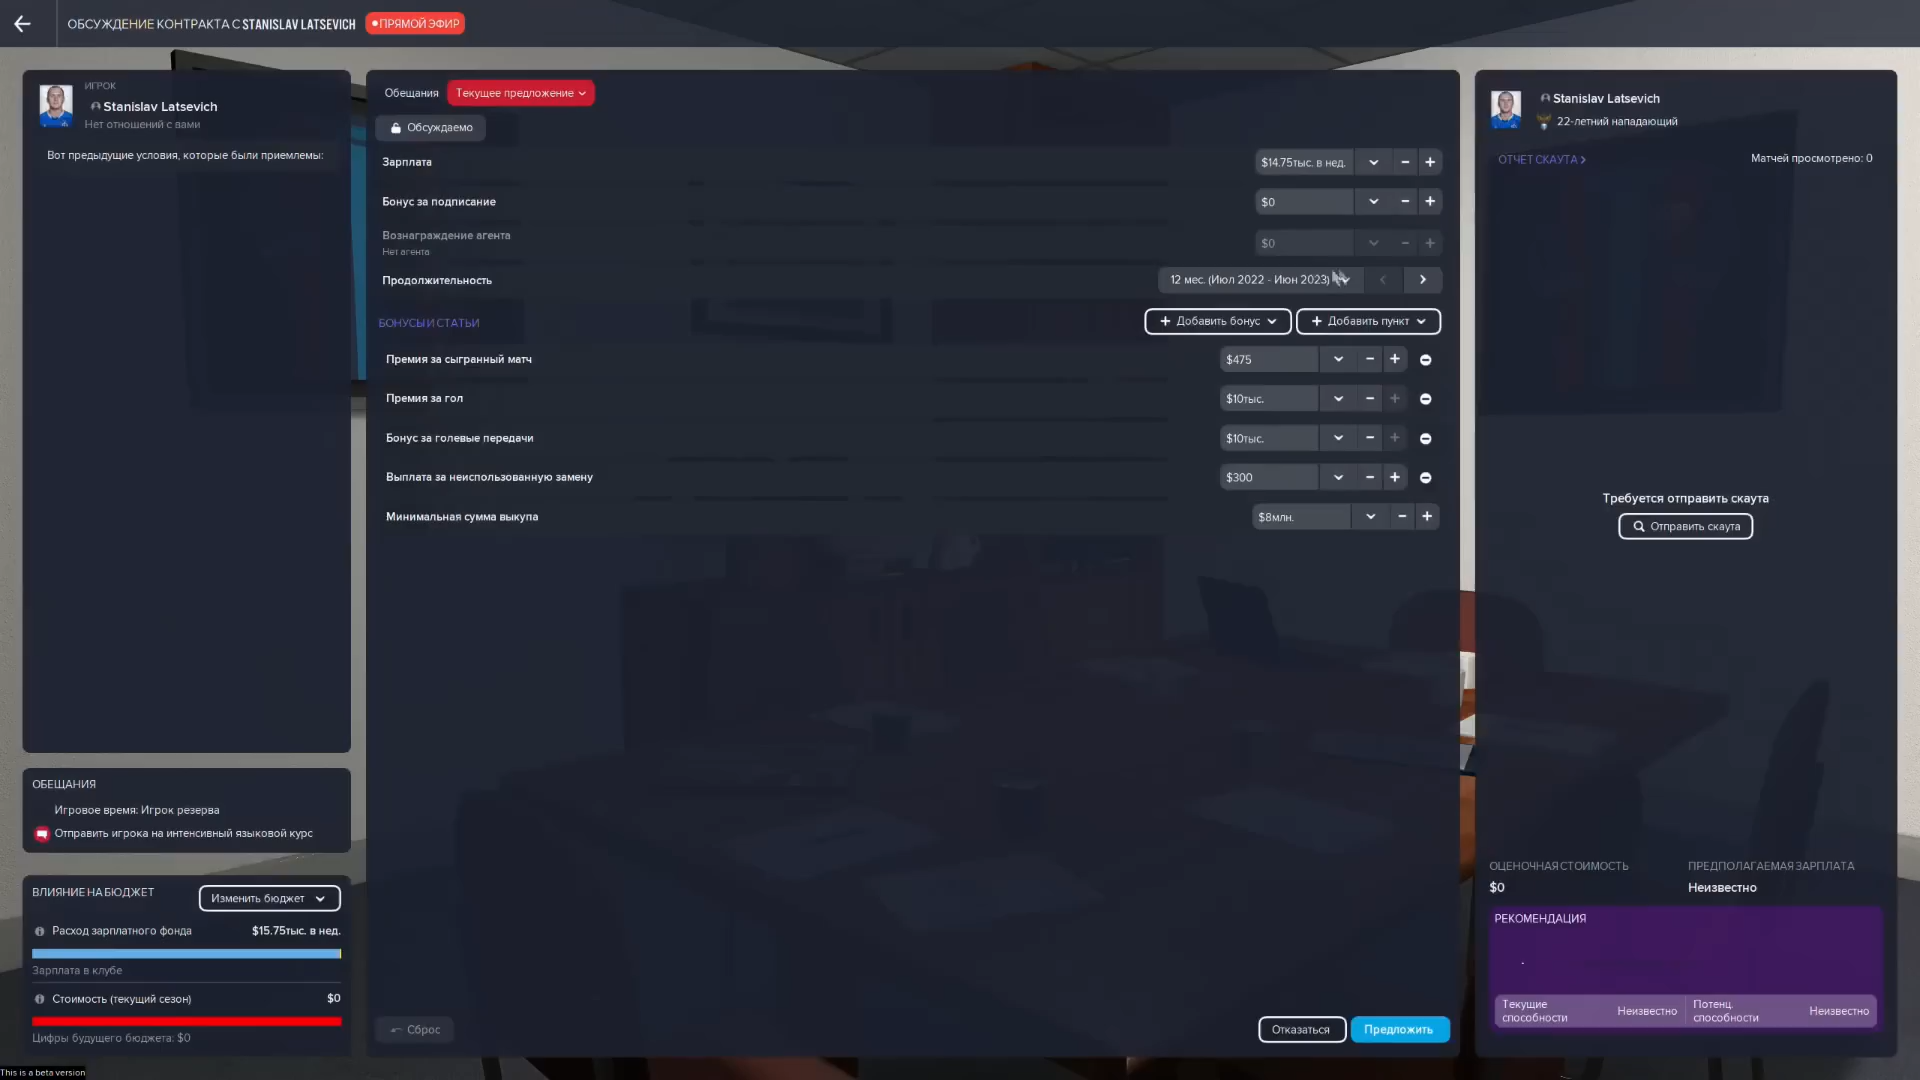 ОБСУЖДЕНИЕ КОНТРАКТА С STANISLAV LATSEVICH
ПРЯМОЙ ЭФИР
ИГРОК
Stanislav Latsevich
Нет отношений с вами
Вот предыдущие условия, которые были приемлемы:
Обещания
Текущее предложение
Обсуждаемо
Зарплата
$14.75тыс. в нед.
Бонус за подписание
$0
Вознаграждение агента
Нет агента
$0
Продолжительность
12 мес. (Июл 2022 - Июн 2023)
БОНУСЫ И СТАТЬИ
Добавить бонус
Добавить пункт
Премия за сыгранный матч
$475
Премия за гол
$10тыс.
Бонус за голевые передачи
$10тыс.
Выплата за неиспользованную замену
$300
Минимальная сумма выкупа
$8млн.
Stanislav Latsevich
22-летний нападающий
ОТЧЕТ СКАУТА
Матчей просмотрено: 0
Требуется отправить скаута
Отправить скаута
ОБЕЩАНИЯ
Игровое время: Игрок резерва
Отправить игрока на интенсивный языковой курс
ВЛИЯНИЕ НА БЮДЖЕТ
Изменить бюджет
Расход зарплатного фонда
$15.75тыс. в нед.
Зарплата в клубе
Стоимость (текущий сезон)
$0
Цифры будущего бюджета: $0
Сброс
Отказаться
Предложить
ОЦЕНОЧНАЯ СТОИМОСТЬ
$0
ПРЕДПОЛАГАЕМАЯ ЗАРПЛАТА
Неизвестно
РЕКОМЕНДАЦИЯ
Текущие способности
Неизвестно
Потенц. способности
Неизвестно
This is a beta version